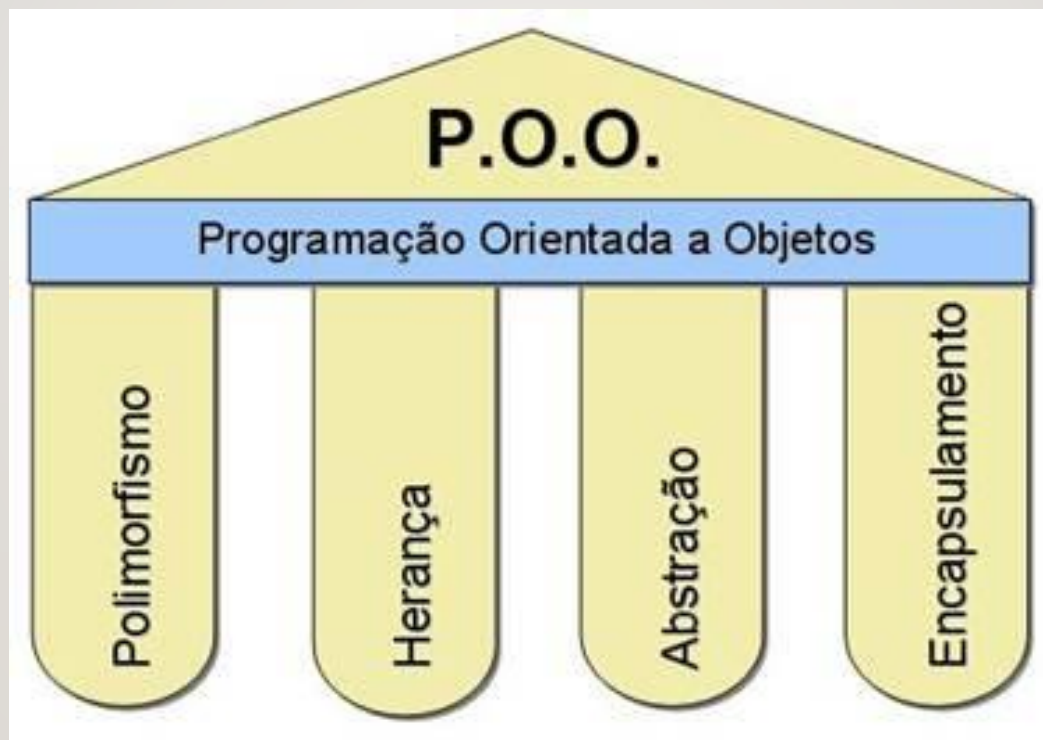 P.O.O.
Programação Orientada a Objetos
Polimorfismo
Herança
Abstração
Encapsulamento